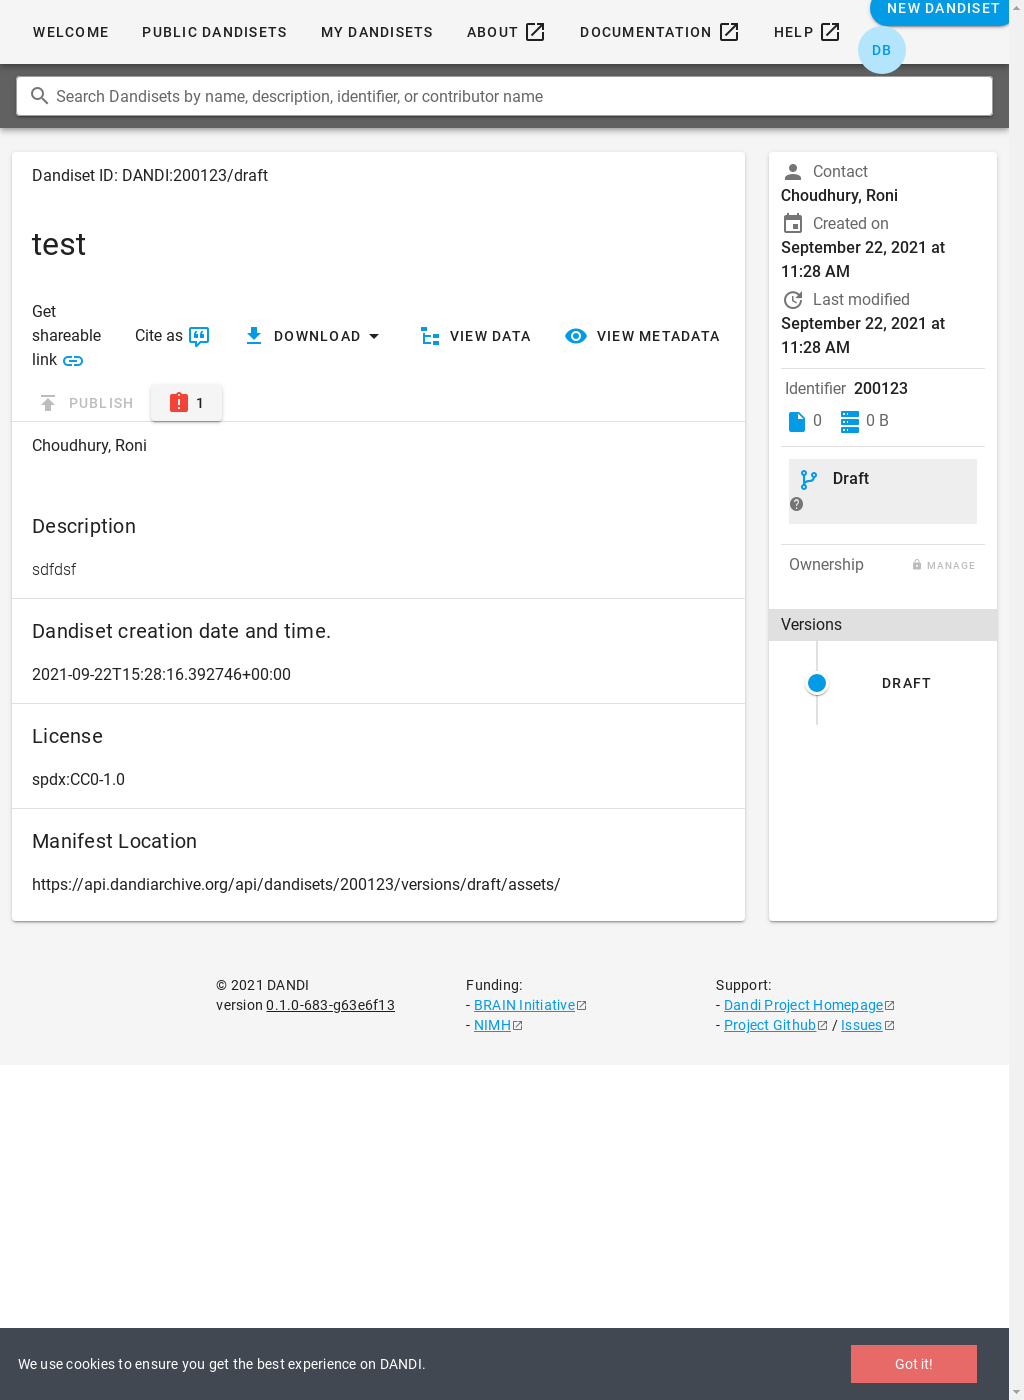 WELCOME
PUBLIC DANDISETS
MY DANDISETS
ABOUT
DOCUMENTATION
HELP
NEW DANDISET
DB
Search Dandisets by name, description, identifier, or contributor name
Dandiset ID: DANDI:200123/draft
test
Get
shareable
link
Cite as
DOWNLOAD
VIEW DATA
VIEW METADATA
PUBLISH
1
Choudhury, Roni
Description
sdfdsf
Dandiset creation date and time.
2021-09-22T15:28:16.392746+00:00
License
spdx:CC0-1.0
Manifest Location
https://api.dandiarchive.org/api/dandisets/200123/versions/draft/assets/
Contact
Choudhury, Roni
Created on
September 22, 2021 at
11:28 AM
Last modified
September 22, 2021 at
11:28 AM
Identifier 200123
0
0 B
Draft
Ownership
MANAGE
Versions
DRAFT
© 2021 DANDI
version 0.1.0-683-g63e6f13
Funding:
- BRAIN Initiative
- NIMH
Support:
- Dandi Project Homepage
- Project Github / Issues
We use cookies to ensure you get the best experience on DANDI.
Got it!